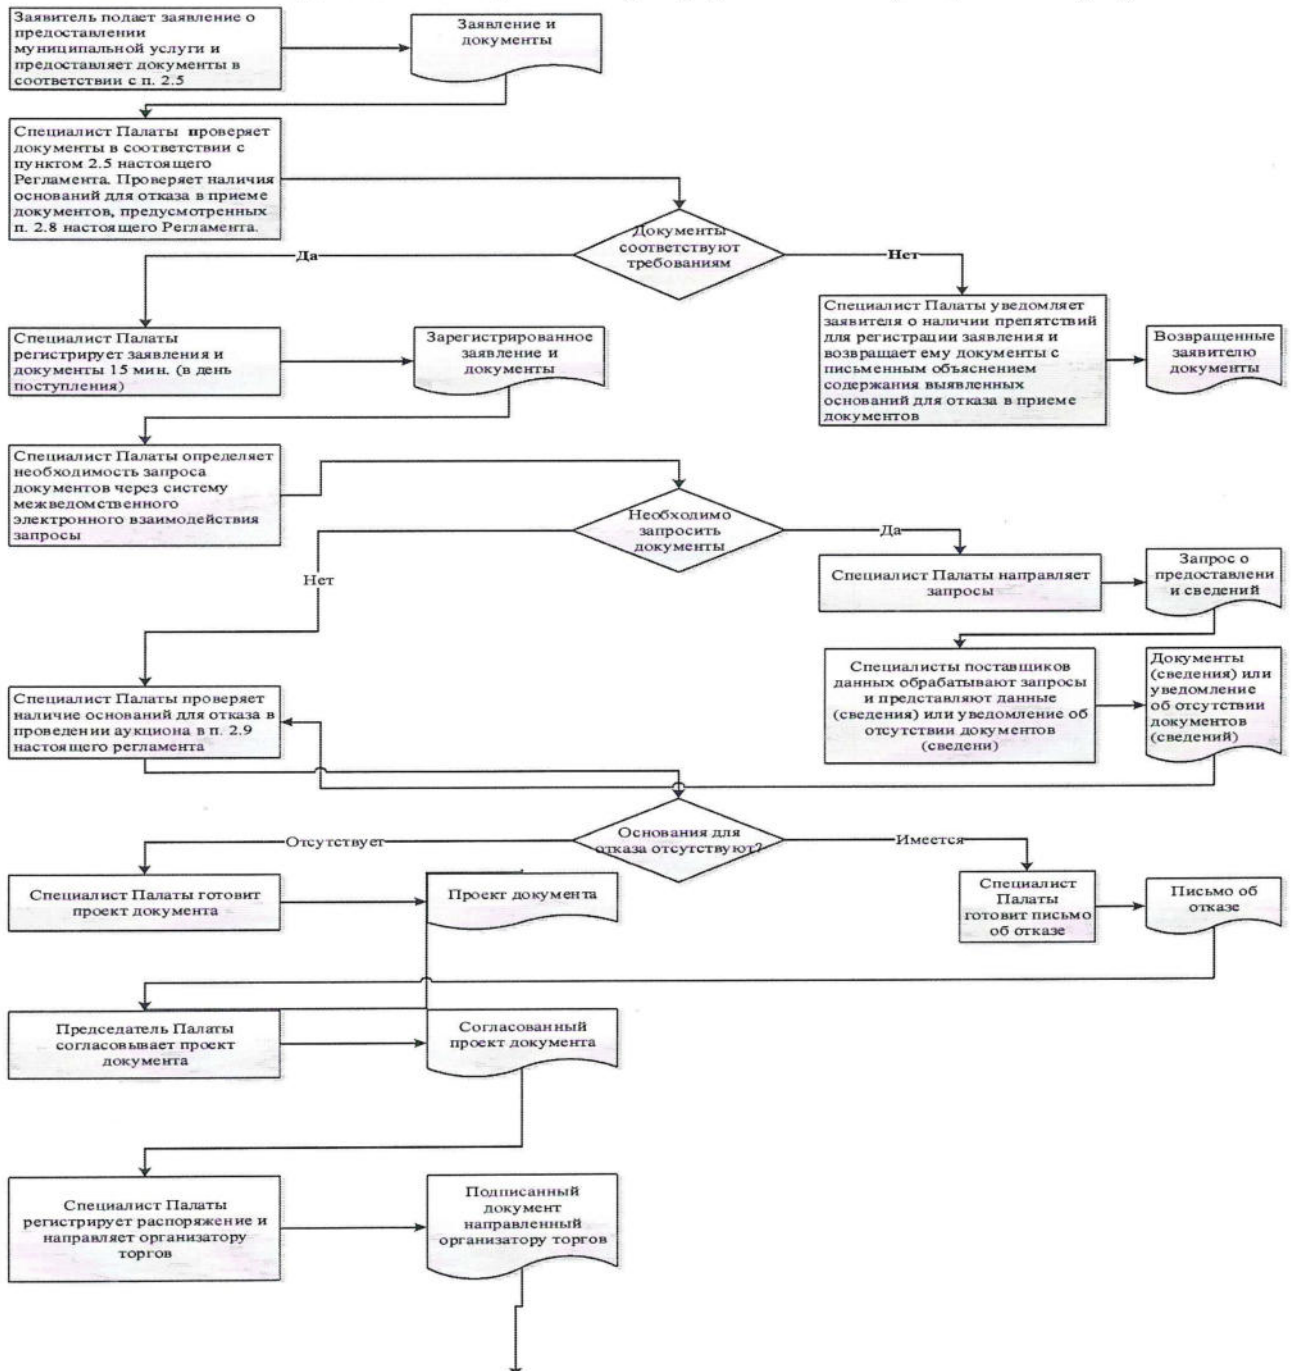 Заявитель подает заявление о
предоставлении
муниципальной услуги и
предоставляет документы в
соответствии с п. 2.5
Заявление и
документы
Специалист Палаты проверяет
документы в соответствии с
пунктом 2.5 настоящего
Регламента. Проверяет наличия
оснований для отказа в приеме
документов, предусмотренных
п. 2.8 настоящего Регламента.
Документы
соответствуют
требованиям
Да
Нет
Специалист Палаты
регистрирует заявления и
документы 15 мин. (в день
поступления)
Зарегистрированное
заявление и
документы
Специалист Палаты уведомляет
заявителя о наличии препятствий
для регистрации заявления и
возвращает ему документы с
письменным объяснением
содержания выявленных
оснований для отказа в приеме
документов
Возвращенные
заявителю
документы
Специалист Палаты определяет
необходимость запроса
документов через систему
межведомственного
электронного взаимодействия
запросы
Необходимо
запросить
документы
Да
Нет
Специалист Палаты направляет
запросы
Запрос о
предоставлени
и сведений
Специалисты поставщиков
данных обрабатывают запросы
и представляют данные
(сведения) или уведомление об
отсутствии документов
(сведени)
Документы
(сведения) или
уведомление
об отсутствии
документов
(сведений)
Специалист Палаты проверяет
наличие оснований для отказа в
проведении аукциона в п. 2.9
настоящего регламента
Основания для
отказа отсутствуют?
Отсутствует
Имеется
Специалист Палаты готовит
проект документа
Проект документа
Специалист
Палаты
готовит письмо
об отказе
Письмо об
отказе
Председатель Палаты
согласовывает проект
документа
Согласованный
проект документа
Специалист Палаты
регистрирует распоряжение и
направляет организатору
торгов
Подписанный
документ
направленный
организатору торгов